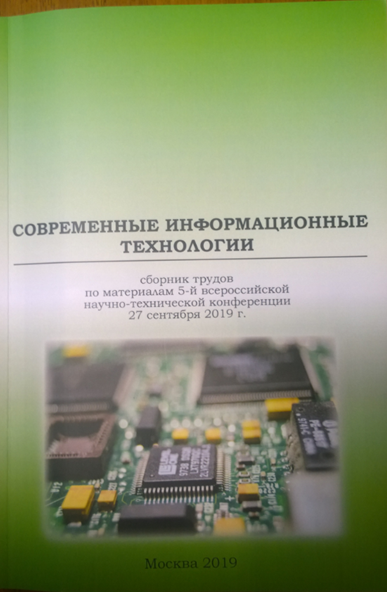 СОВРЕМЕННЫЕ ИНФОРМАЦИОННЫЕ
ТЕХНОЛОГИИ
сборник трудов
по материалам 5-й всероссийской
научно-технической конференции
27 сентября 2019 г.
Москва 2019